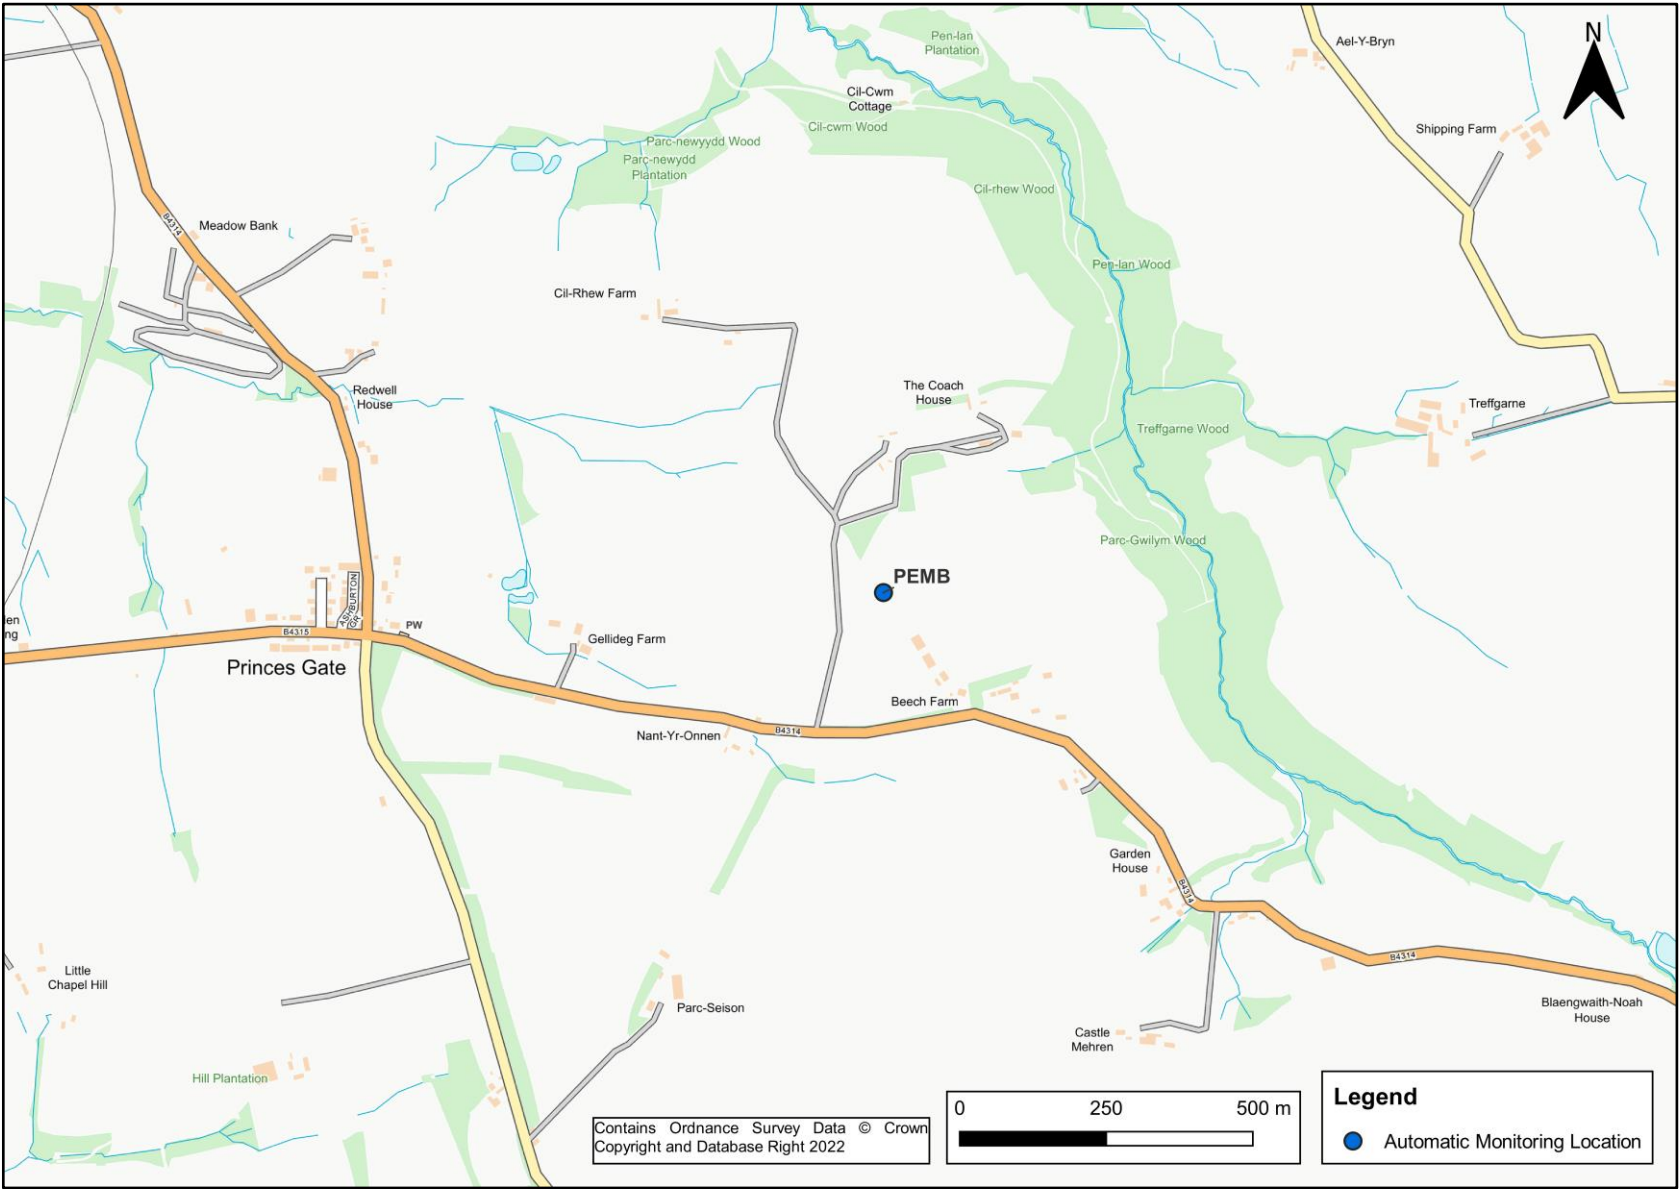 Pen-lan
Plantation
N
Ael-Y-Bryn
Cil-Cwm
Cottage
Cil-cwm Wood
Shipping Farm
Parc-newyydd Wood
Parc-newydd
Plantation
Cil-rhew Wood
B4314
Meadow Bank
Pen-lan Wood
Cil-Rhew Farm
Redwell
House
The Coach
House
Treffgarne
Treffgarne Wood
Parc-Gwilym Wood
PEMB
ASHBURTON
GR
en
ng
B4315
PW
Gellideg Farm
Princes Gate
Beech Farm
Nant-Yr-Onnen
B4314
Garden
House
B4314
B4314
Little
Chapel Hill
Parc-Seison
Blaengwaith-Noah
House
Castle
Mehren
Hill Plantation
Contains Ordnance Survey Data © Crown
Copyright and Database Right 2022
0 250 500 m
Legend
Automatic Monitoring Location